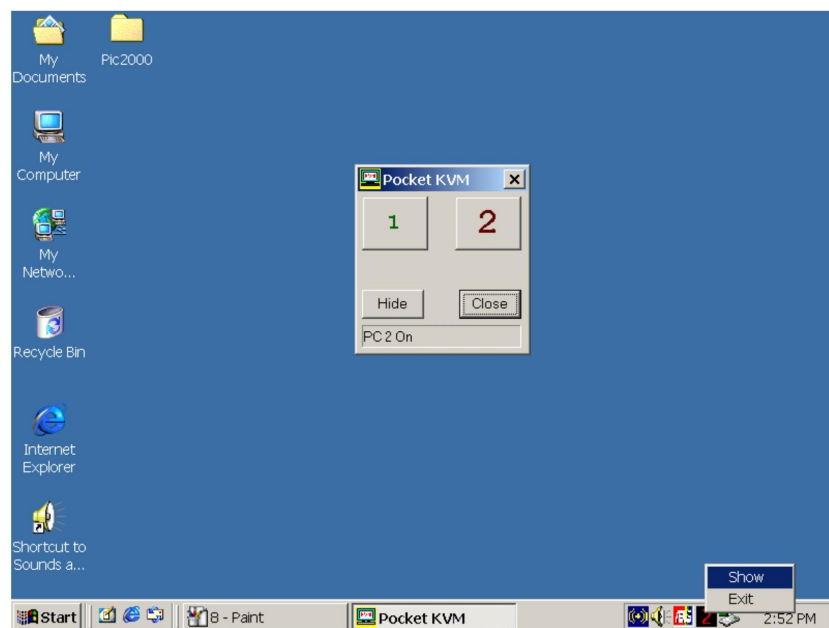 My
Documents
Pic2000
My
Computer
My
Netwo...
Recycle Bin
Internet
Explorer
Shortcut to
Sounds a...
Pocket KVM
1
2
Hide
Close
PC 2 On
Show
Exit
Start
8 - Paint
Pocket KVM
2
2:52 PM